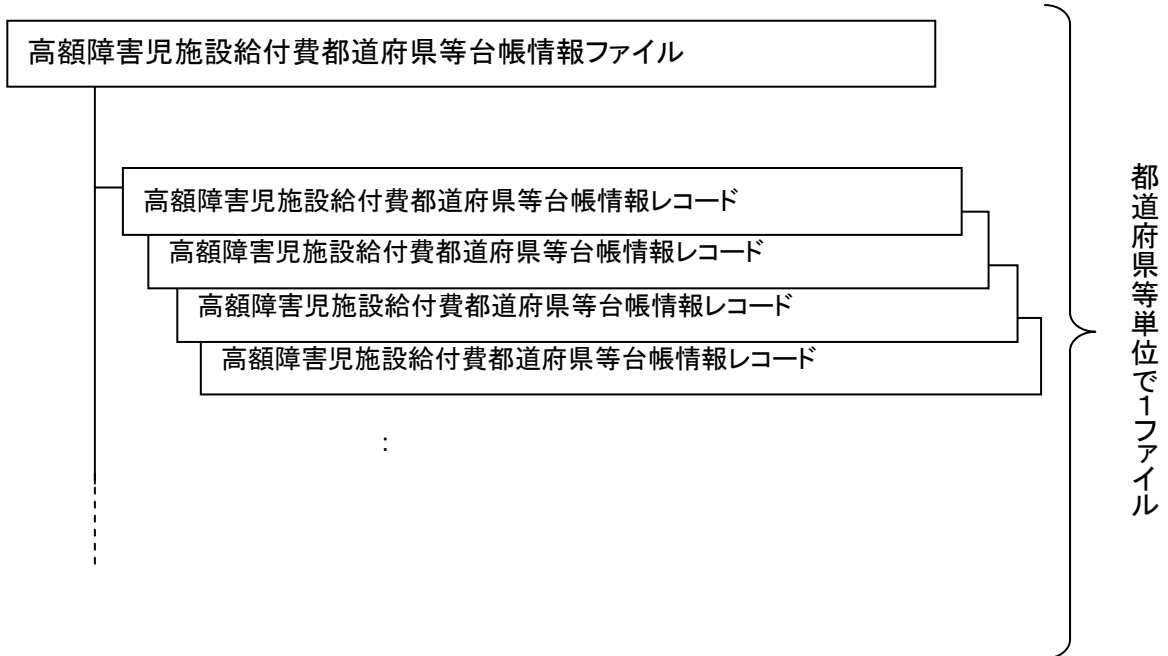 高額障害児施設給付費都道府県等台帳情報ファイル
高額障害児施設給付費都道府県等台帳情報レコード
高額障害児施設給付費都道府県等台帳情報レコード
高額障害児施設給付費都道府県等台帳情報レコード
高額障害児施設給付費都道府県等台帳情報レコード
:
都道府県等単位で1ファイル